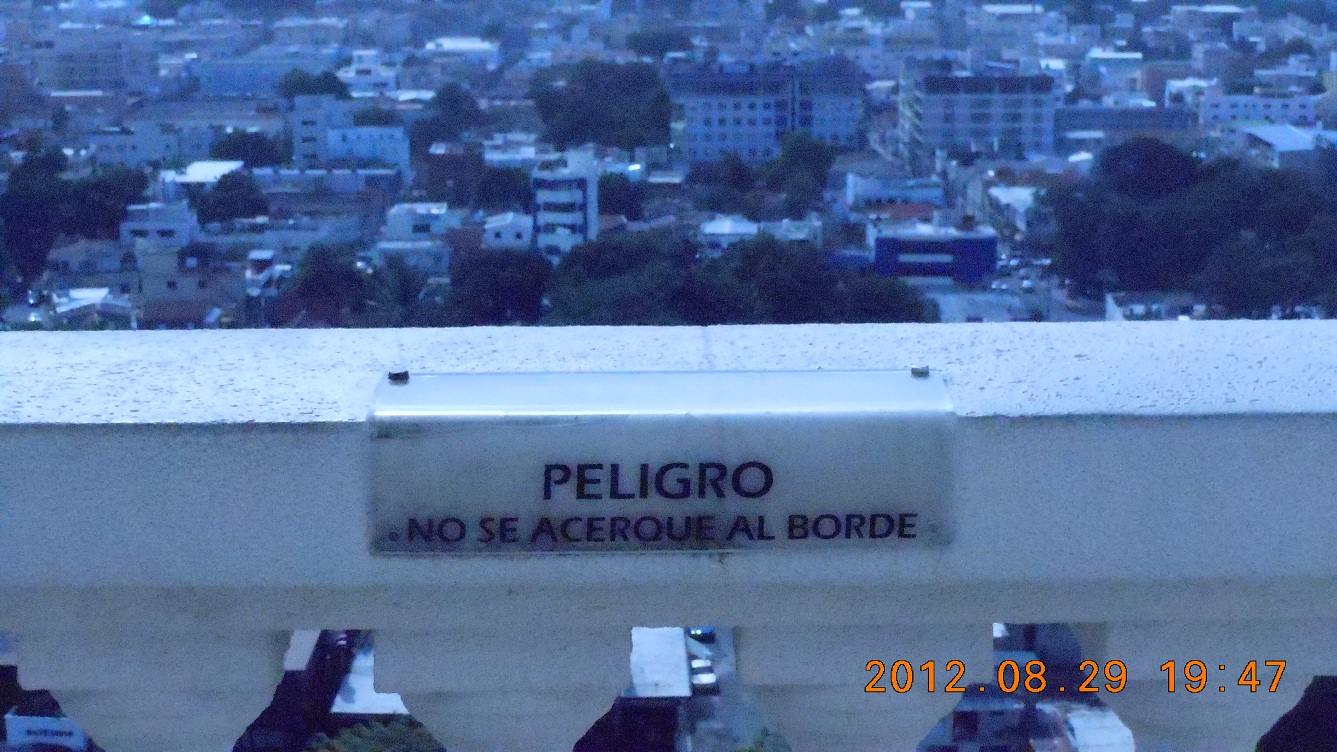 PELIGRO
NO SE ACERQUE AL BORDE
2012.08.29 19:47